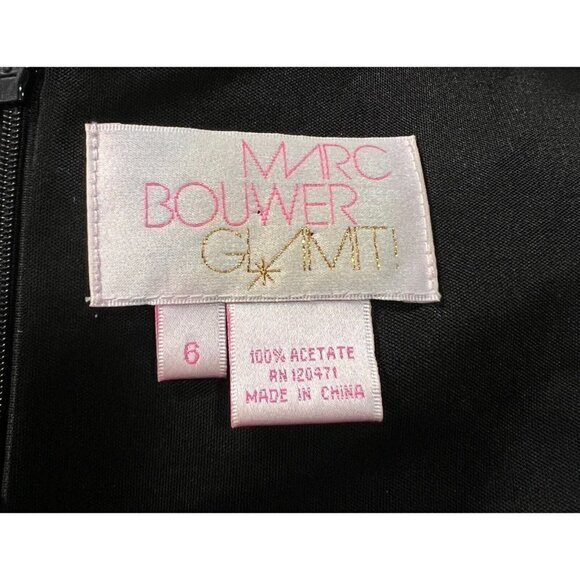 MARC
BOUWER
GLAMIT!
6
100% ACETATE
RN 120471
MADE IN CHINA